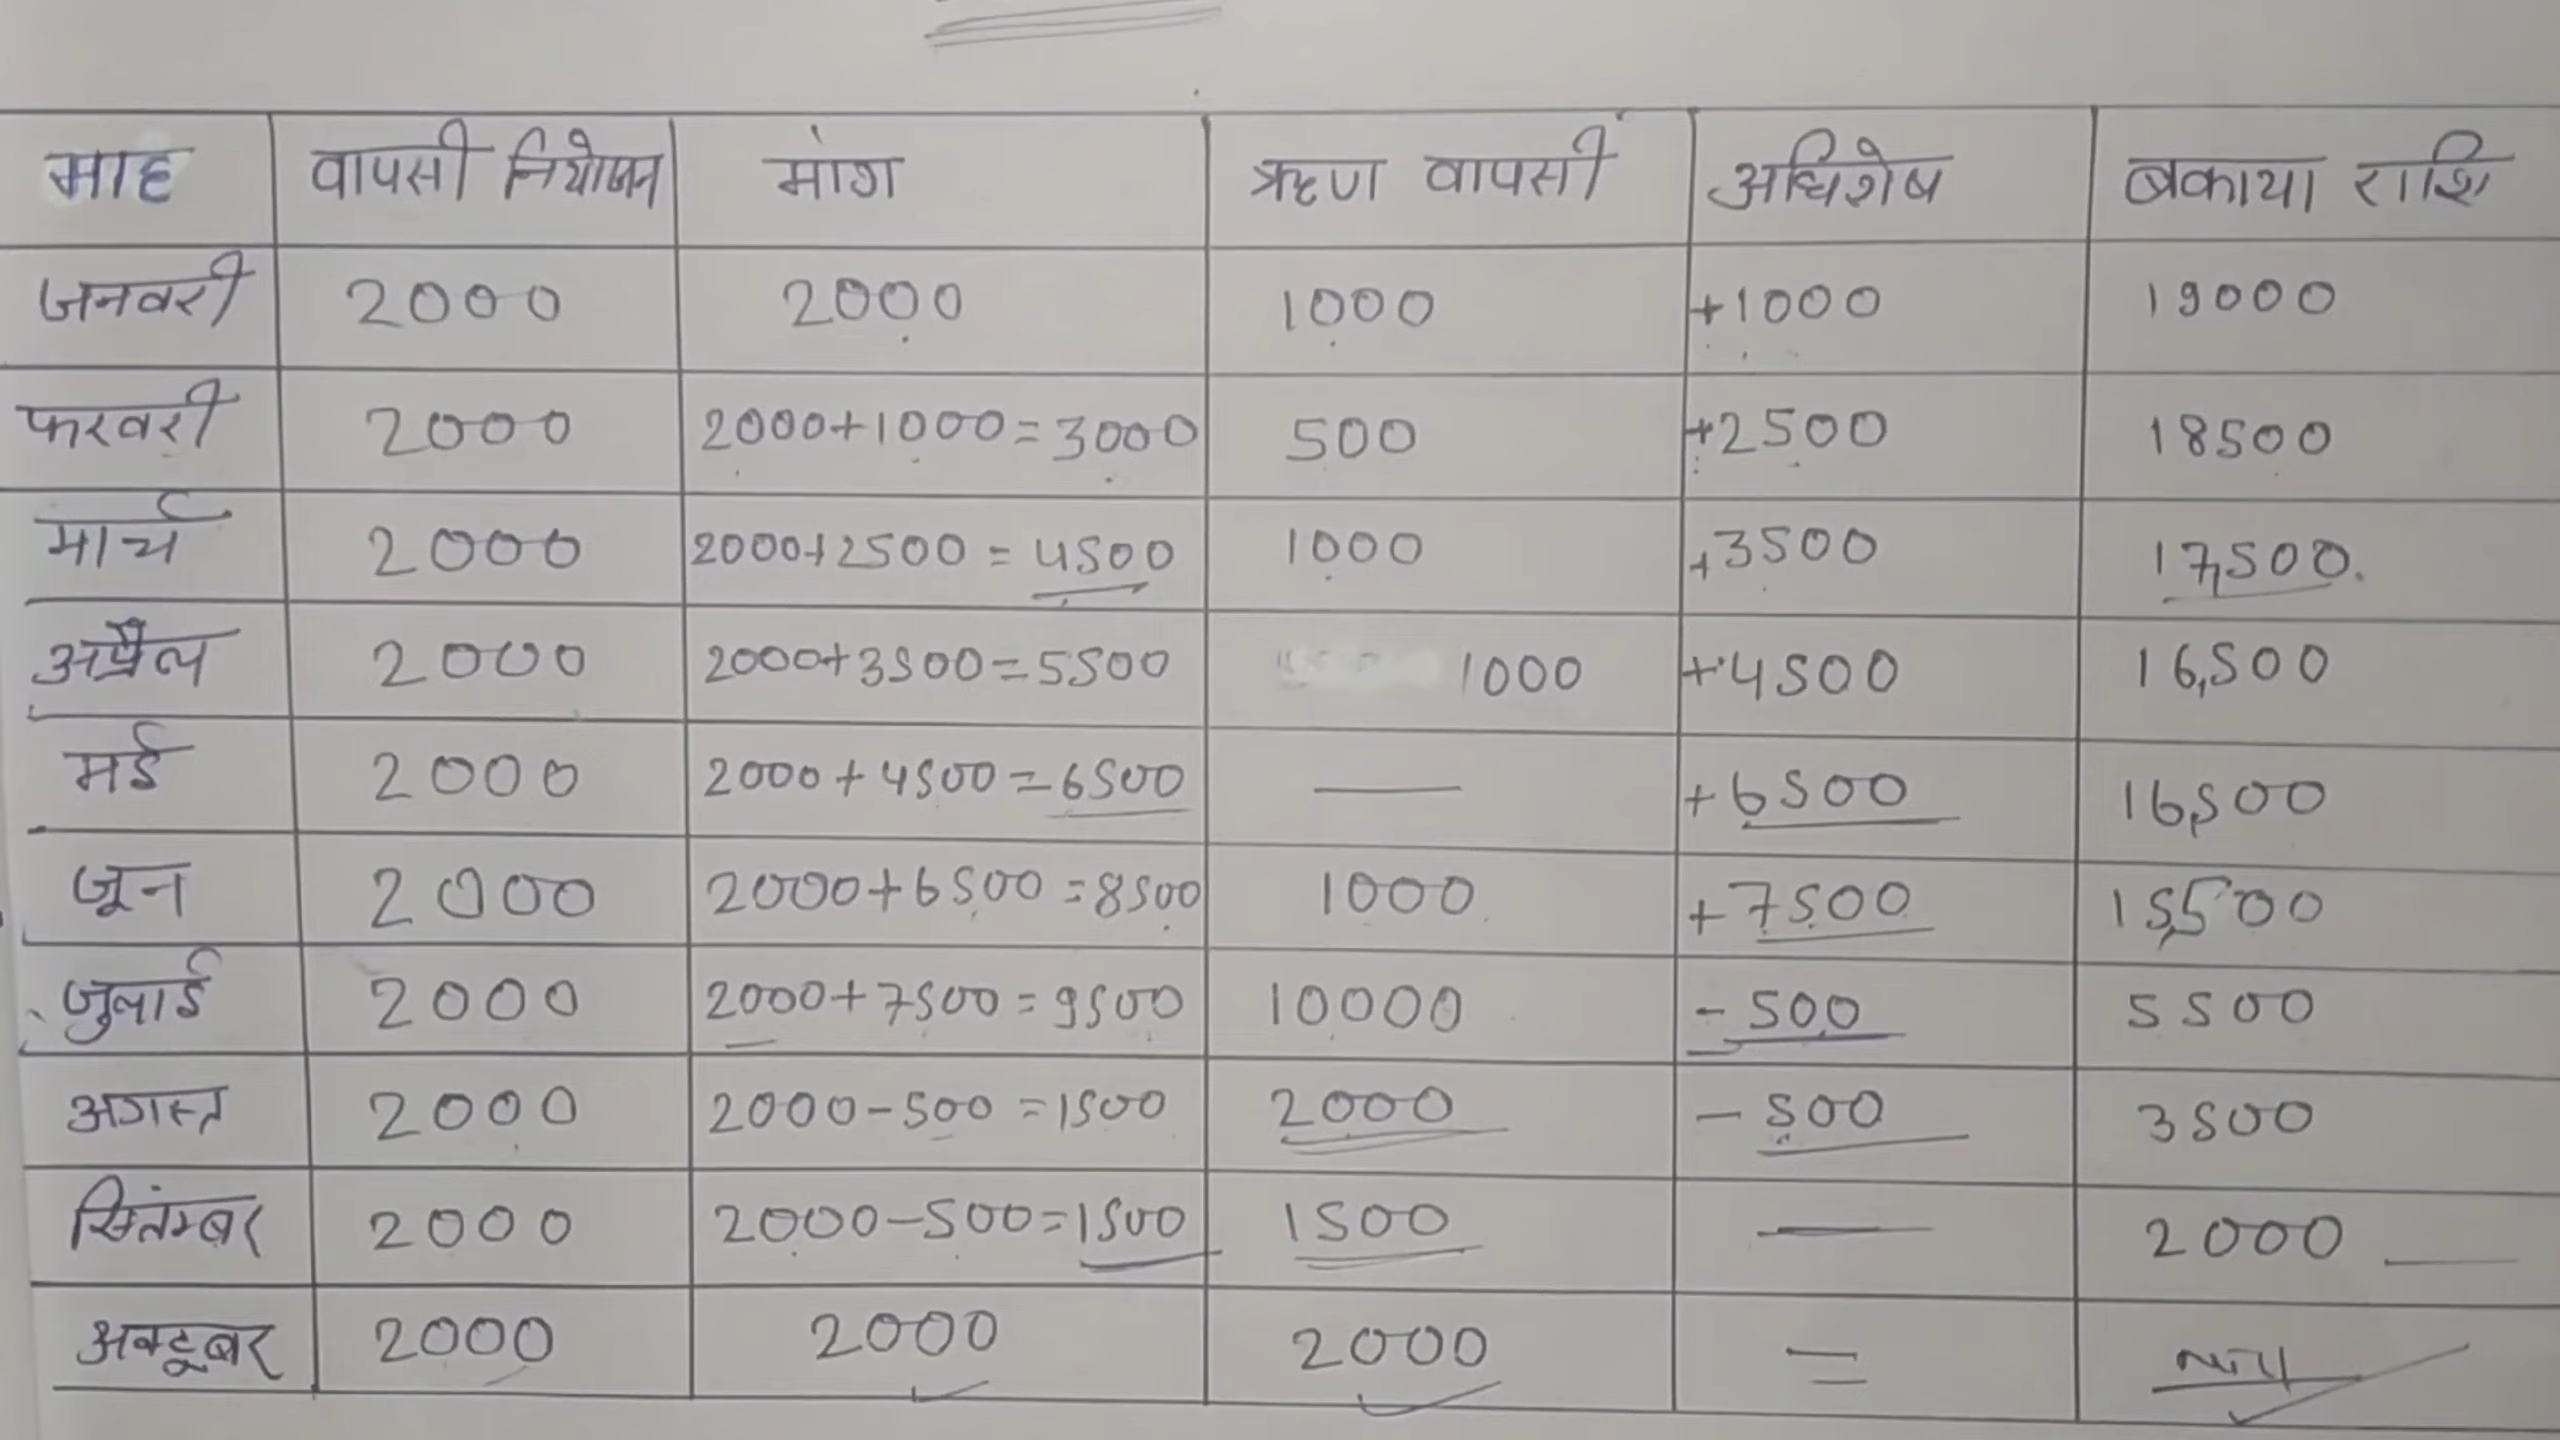 माह वापसी नियोजन मांग ऋण वापसी अधिशेष बकाया राशि
जनवरी 2000 2000 1000 +1000 19000
फरवरी 2000 2000+1000=3000 500 +2500 18500
मार्च 2000 2000+2500=4500 1000 +3500 17,500.
अप्रैल 2000 2000+3500=5500 1000 +4500 16,500
मई 2000 2000+4500=6500 — +6500 16,500
जून 2000 2000+6500=8500 1000 +7500 15,500
जुलाई 2000 2000+7500=9500 10000 -500 5500
अगस्त 2000 2000-500=1500 2000 -500 3500
सितंम्बर 2000 2000-500=1500 1500 — 2000
अक्टूबर 2000 2000 2000 =